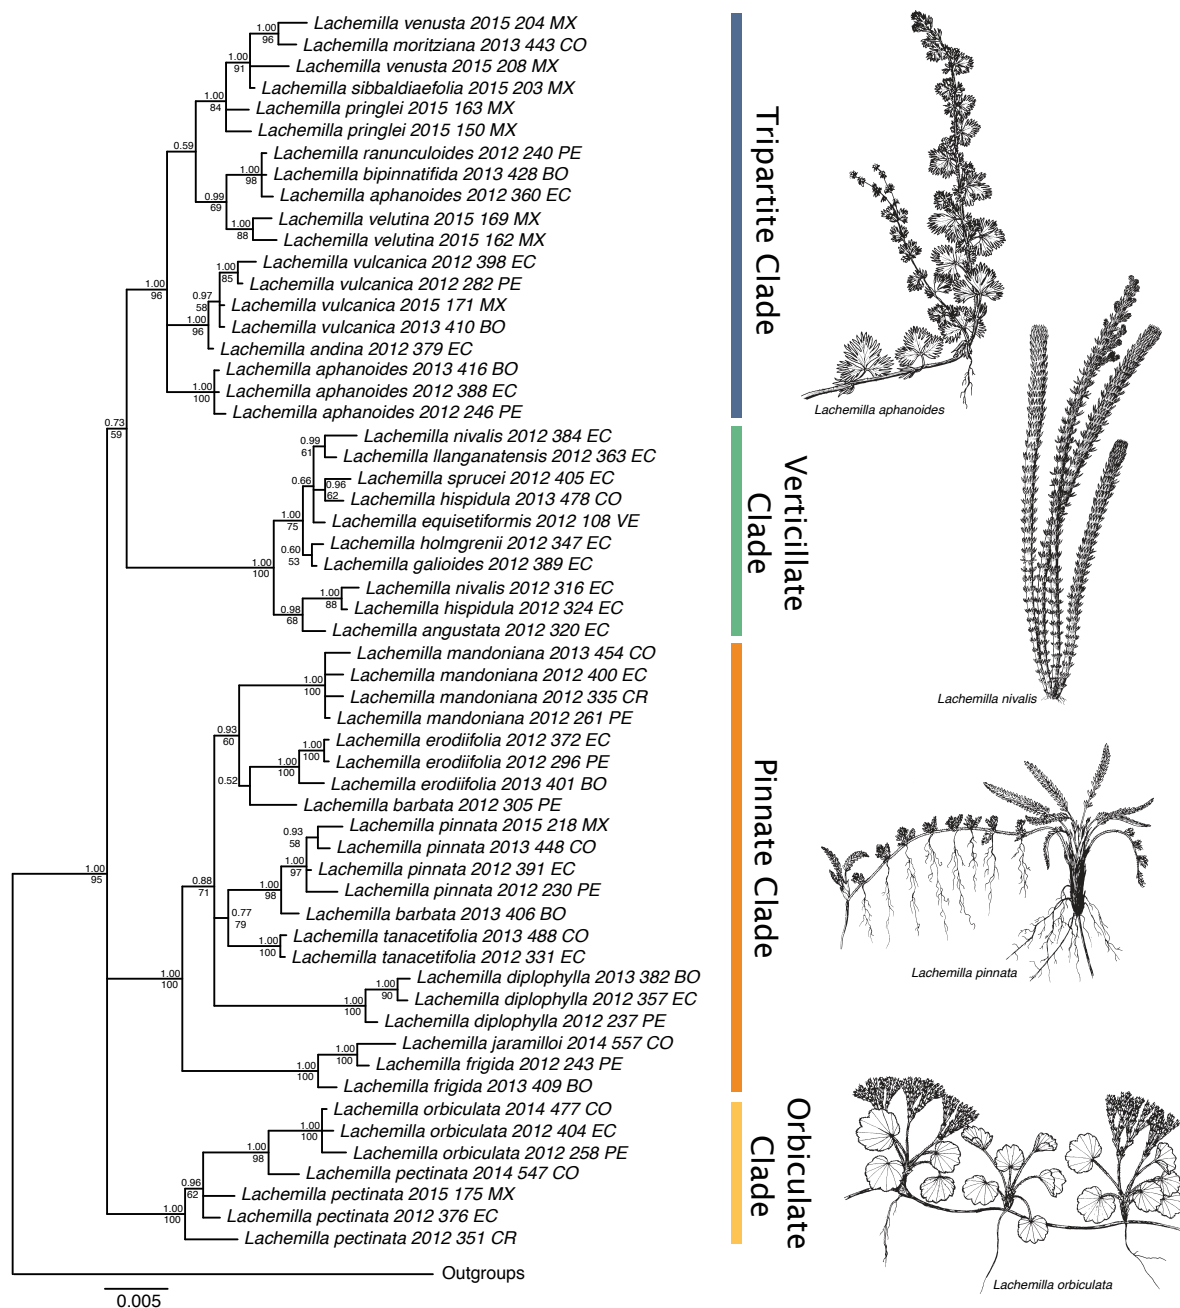 Lachemilla venusta 2015 204 MX
1.00
96
Lachemilla moritziana 2013 443 CO
1.00
91
Lachemilla venusta 2015 208 MX
Lachemilla sibbaldiaefolia 2015 203 MX
1.00
84
Lachemilla pringlei 2015 163 MX
Lachemilla pringlei 2015 150 MX
0.59
Lachemilla ranunculoides 2012 240 PE
1.00
98
Lachemilla bipinnatifida 2013 428 BO
Lachemilla aphanoides 2012 360 EC
0.99
69
Lachemilla velutina 2015 169 MX
1.00
88
Lachemilla velutina 2015 162 MX
Lachemilla vulcanica 2012 398 EC
1.00
85
Lachemilla vulcanica 2012 282 PE
0.97
58
Lachemilla vulcanica 2015 171 MX
1.00
96
Lachemilla vulcanica 2013 410 BO
Lachemilla andina 2012 379 EC
1.00
96
Lachemilla aphanoides 2013 416 BO
1.00
100
Lachemilla aphanoides 2012 388 EC
Lachemilla aphanoides 2012 246 PE
0.73
59
Lachemilla nivalis 2012 384 EC
0.99
61
Lachemilla llanganatensis 2012 363 EC
0.66
Lachemilla sprucei 2012 405 EC
0.96
62
Lachemilla hispidula 2013 478 CO
1.00
75
Lachemilla equisetiformis 2012 108 VE
Lachemilla holmgrenii 2012 347 EC
0.60
53
Lachemilla galioides 2012 389 EC
1.00
100
Lachemilla nivalis 2012 316 EC
1.00
88
Lachemilla hispidula 2012 324 EC
0.98
68
Lachemilla angustata 2012 320 EC
Lachemilla mandoniana 2013 454 CO
Lachemilla mandoniana 2012 400 EC
1.00
100
Lachemilla mandoniana 2012 335 CR
Lachemilla mandoniana 2012 261 PE
0.93
60
Lachemilla erodiifolia 2012 372 EC
1.00
100
Lachemilla erodiifolia 2012 296 PE
1.00
100
Lachemilla erodiifolia 2013 401 BO
0.52
Lachemilla barbata 2012 305 PE
Lachemilla pinnata 2015 218 MX
0.93
58
Lachemilla pinnata 2013 448 CO
1.00
97
Lachemilla pinnata 2012 391 EC
Lachemilla pinnata 2012 230 PE
1.00
98
Lachemilla barbata 2013 406 BO
0.88
71
0.77
79
Lachemilla tanacetifolia 2013 488 CO
1.00
100
Lachemilla tanacetifolia 2012 331 EC
Lachemilla diplophylla 2013 382 BO
1.00
90
Lachemilla diplophylla 2012 357 EC
1.00
100
Lachemilla diplophylla 2012 237 PE
1.00
95
1.00
100
Lachemilla jaramilloi 2014 557 CO
1.00
100
Lachemilla frigida 2012 243 PE
1.00
100
Lachemilla frigida 2013 409 BO
Lachemilla orbiculata 2014 477 CO
1.00
100
Lachemilla orbiculata 2012 404 EC
Lachemilla orbiculata 2012 258 PE
1.00
98
Lachemilla pectinata 2014 547 CO
0.96
62
Lachemilla pectinata 2015 175 MX
Lachemilla pectinata 2012 376 EC
1.00
100
Lachemilla pectinata 2012 351 CR
Outgroups
0.005
Tripartite Clade
Verticillate
Clade
Pinnate Clade
Orbiculate
Clade
Lachemilla aphanoides
Lachemilla nivalis
Lachemilla pinnata
Lachemilla orbiculata